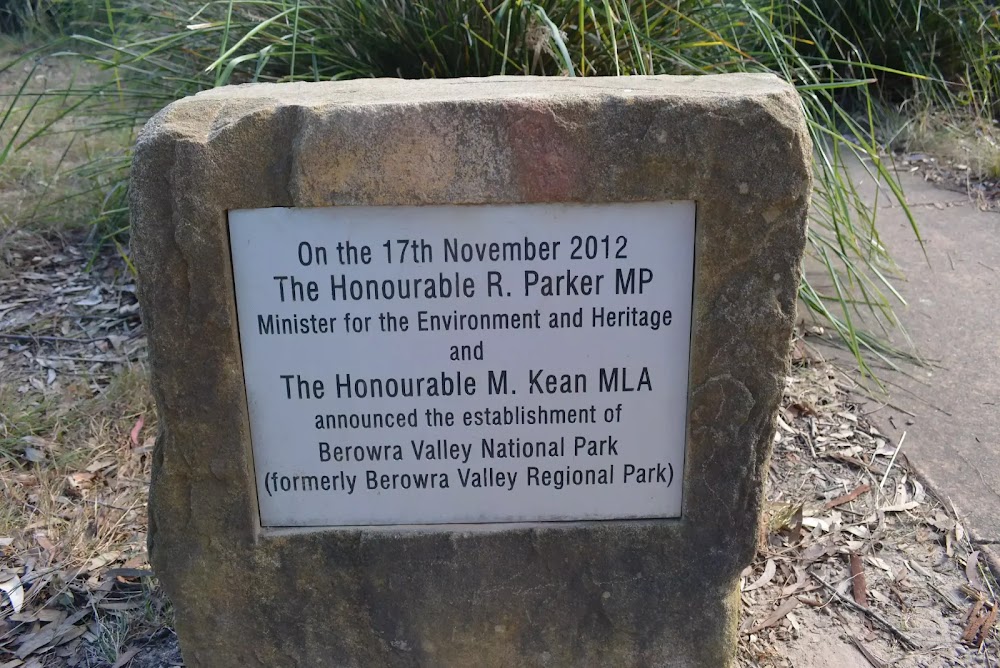 On the 17th November 2012
The Honourable R. Parker MP
Minister for the Environment and Heritage
and
The Honourable M. Kean MLA
announced the establishment of
Berowra Valley National Park
(formerly Berowra Valley Regional Park)